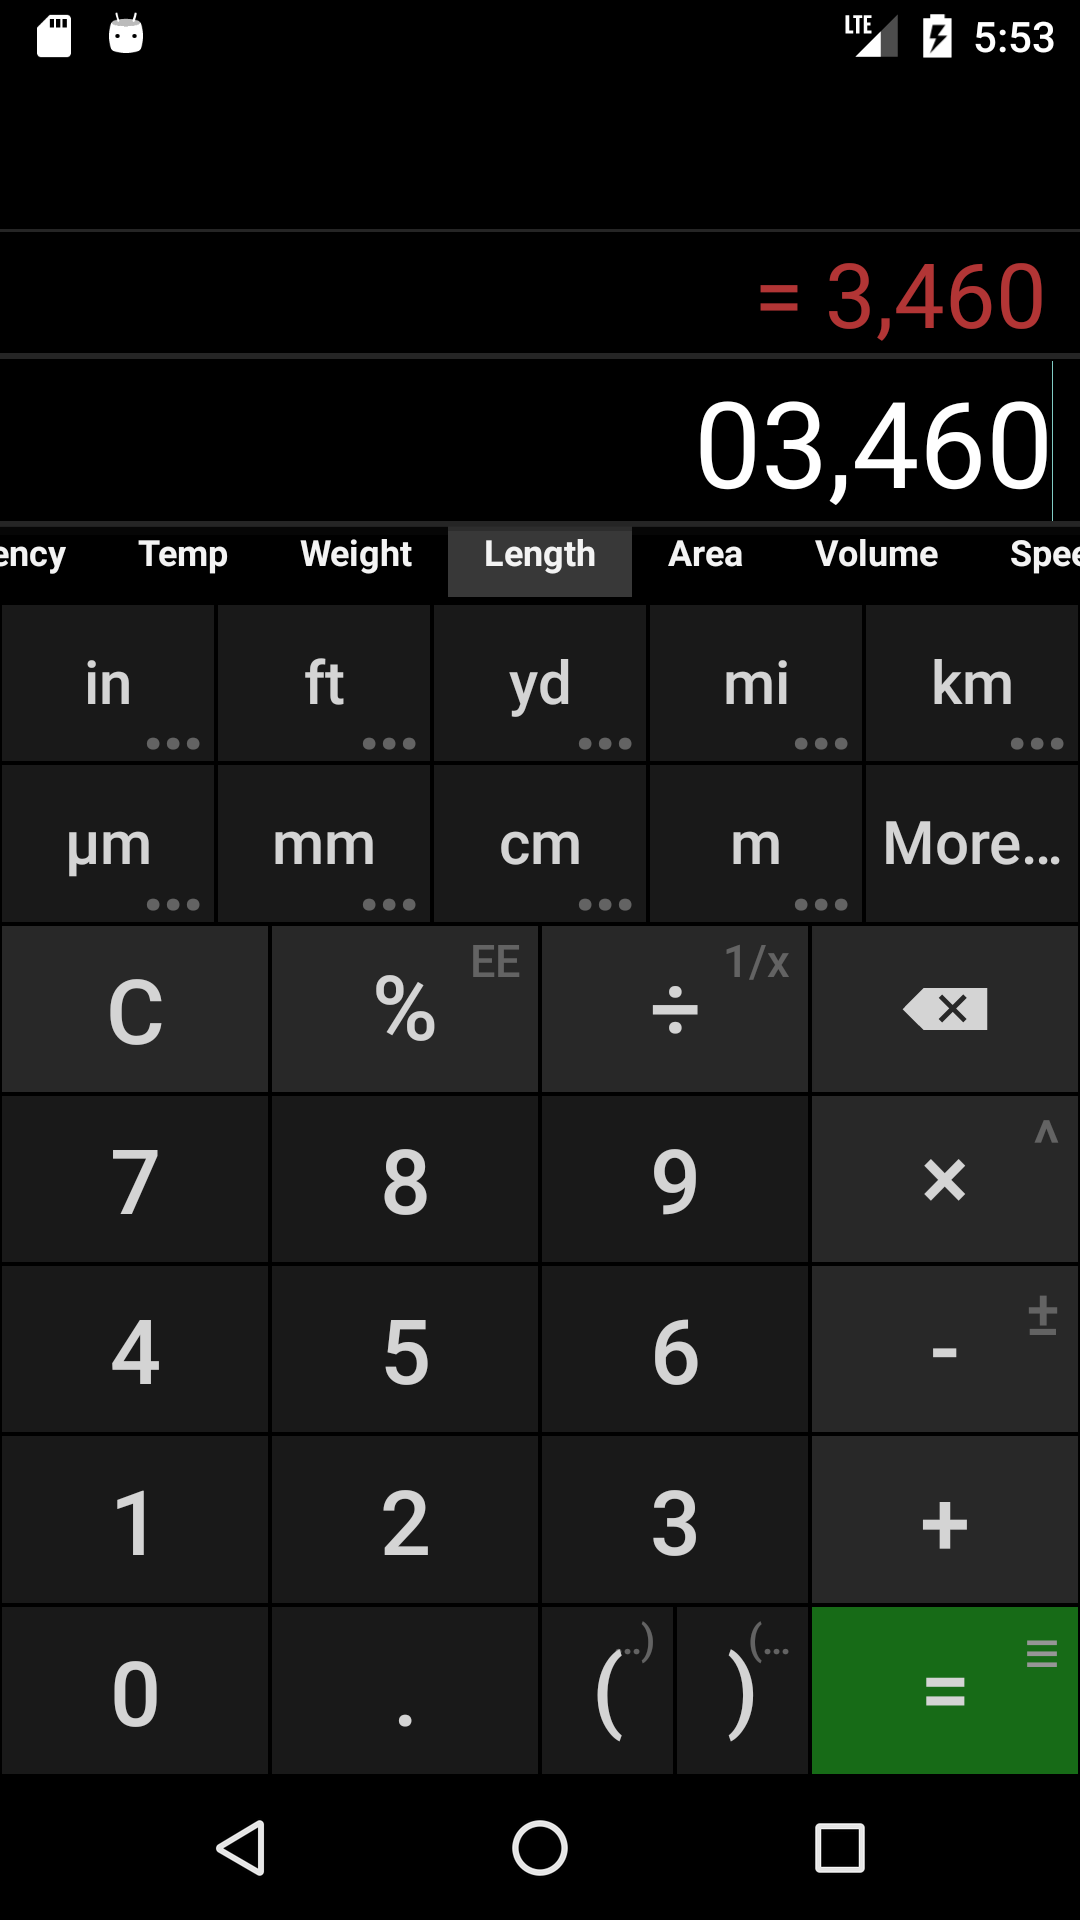 LTE 5:53
= 3,460
03,460
ency Temp Weight Length Area Volume Spee
in ft yd mi km
µm mm cm m More...
C % EE ÷ 1/x
7 8 9 × ^
4 5 6 - ±
1 2 3 +
0 . ( ..) ) (... =